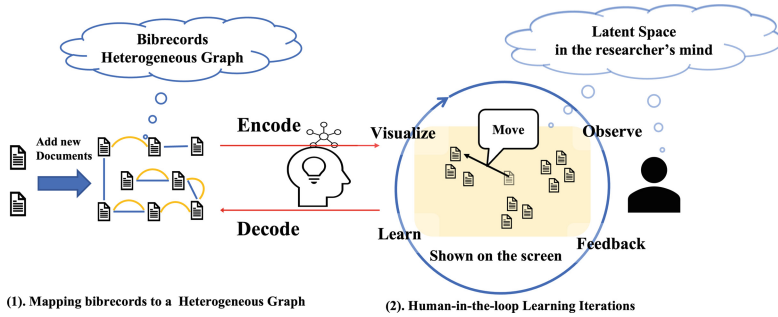 Bibrecords
Heterogeneous Graph
Latent Space
in the researcher's mind
Add new
Documents
Encode
Decode
Visualize
Move
Observe
Learn
Feedback
Shown on the screen
(1). Mapping bibrecords to a Heterogeneous Graph
(2). Human-in-the-loop Learning Iterations